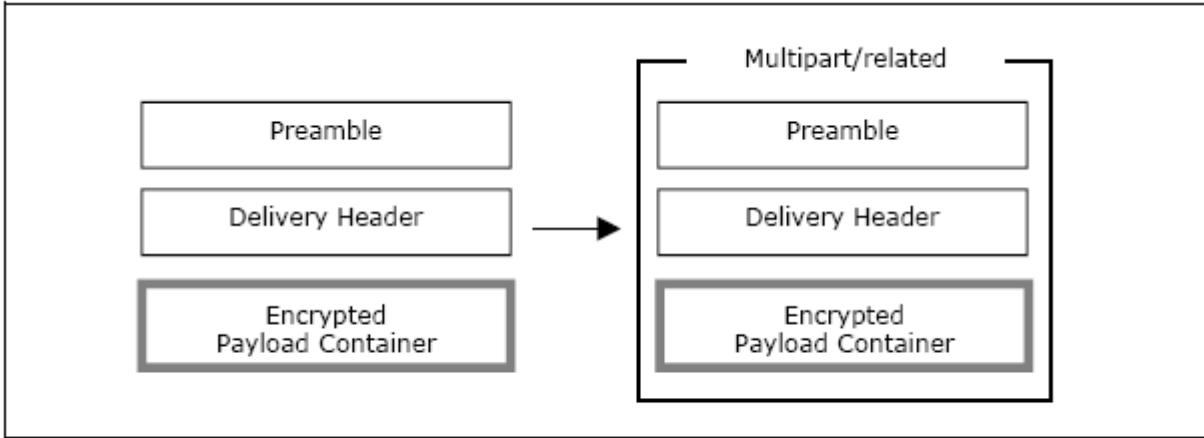 Multipart/related
Preamble
Delivery Header
Encrypted
Payload Container
Preamble
Delivery Header
Encrypted
Payload Container